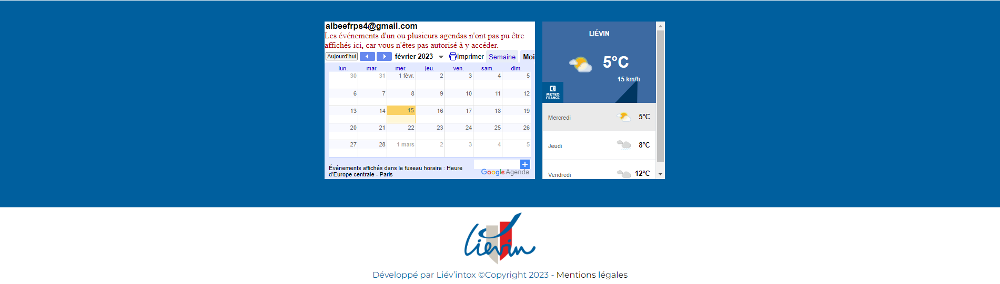 albeefrps4@gmail.com
Les événements d'un ou plusieurs agendas n'ont pas pu être
affichés ici, car vous n'êtes pas autorisé à y accéder.
Aujourd'hui février 2023 Imprimer Semaine Moi
lun. mar. mer. jeu. ven. sam. dim.
30 31 1 févr. 2 3 4 5
6 7 8 9 10 11 12
13 14 15 16 17 18 19
20 21 22 23 24 25 26
27 28 1 mars 2 3 4 5
Événements affichés dans le fuseau horaire : Heure
d'Europe centrale - Paris
Google Agenda
LIÉVIN
5°C
15 km/h
METEO
FRANCE
Mercredi 5°C
Jeudi 8°C
Vendredi 12°C
Liévin
Développé par Liév’intox ©Copyright 2023 - Mentions légales